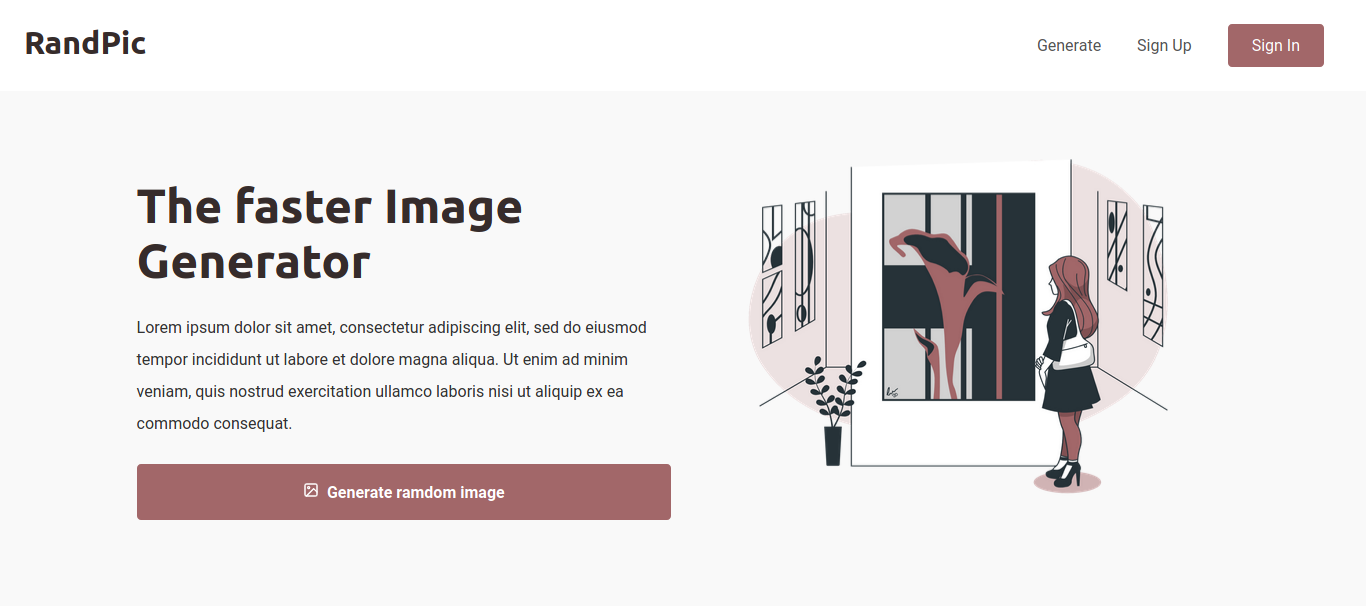 RandPic
Generate
Sign Up
Sign In
The faster Image
Generator
Lorem ipsum dolor sit amet, consectetur adipiscing elit, sed do eiusmod
tempor incididunt ut labore et dolore magna aliqua. Ut enim ad minim
veniam, quis nostrud exercitation ullamco laboris nisi ut aliquip ex ea
commodo consequat.
Generate ramdom image